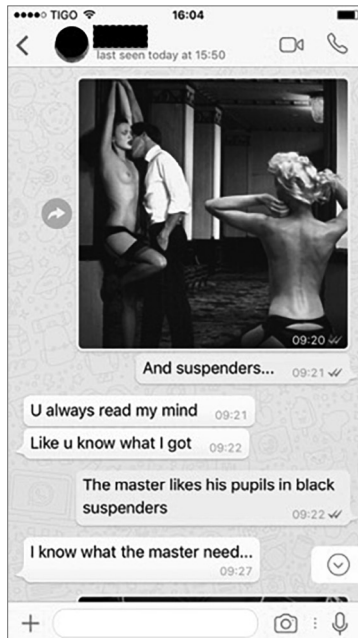 TIGO 16:04
last seen today at 15:50
09:20
And suspenders... 09:21
U always read my mind 09:21
Like u know what I got 09:22
The master likes his pupils in black
suspenders
09:22
I know what the master need...
09:27